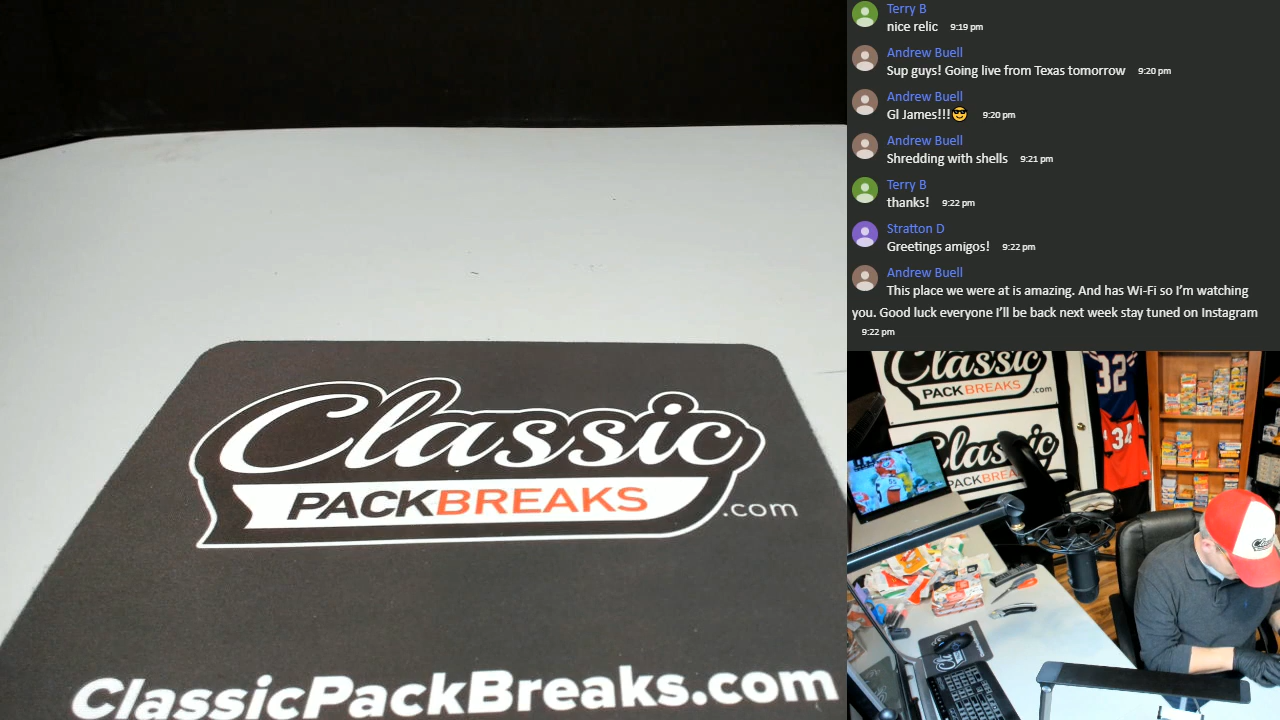 Terry B
nice relic 9:19 pm
Andrew Buell
Sup guys! Going live from Texas tomorrow 9:20 pm
Andrew Buell
Gl James!!!😎 9:20 pm
Andrew Buell
Shredding with shells 9:21 pm
Terry B
thanks! 9:22 pm
Stratton D
Greetings amigos! 9:22 pm
Andrew Buell
This place we were at is amazing. And has Wi-Fi so I’m watching
you. Good luck everyone I’ll be back next week stay tuned on Instagram
9:22 pm
Classic
PACKBREAKS
.com
ClassicPackBreaks.com
Classic
PACKBREAKS.com
Classic
PACKBREAKS
32
34
Classic